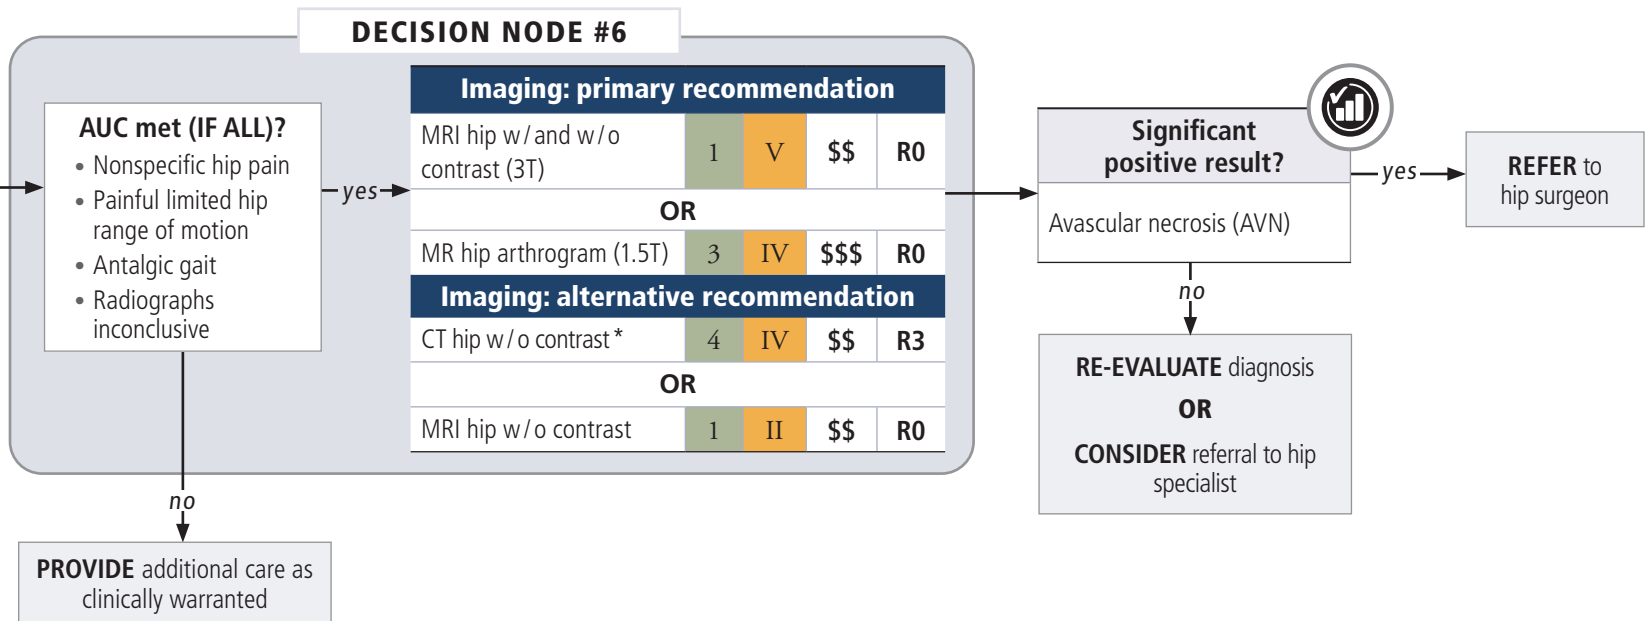 DECISION NODE #6
AUC met (IF ALL)?
• Nonspecific hip pain
• Painful limited hip
range of motion
• Antalgic gait
• Radiographs
inconclusive
yes
no
PROVIDE additional care as
clinically warranted
Imaging: primary recommendation
MRI hip w/and w/o
contrast (3T) 1 V $$ R0
OR
MR hip arthrogram (1.5T) 3 IV $$$ R0
Imaging: alternative recommendation
CT hip w/o contrast* 4 IV $$ R3
OR
MRI hip w/o contrast 1 II $$ R0
Significant
positive result?
Avascular necrosis (AVN)
yes
REFER to
hip surgeon
no
RE-EVALUATE diagnosis
OR
CONSIDER referral to hip
specialist